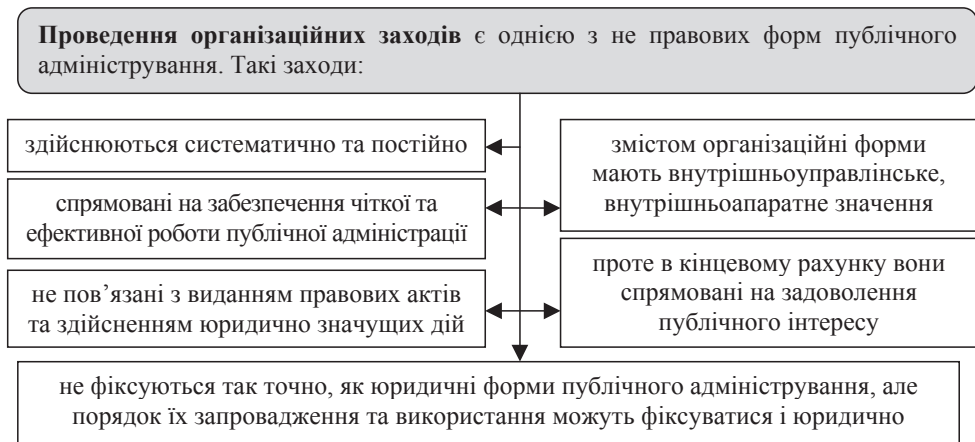 Проведення організаційних заходів є однією з не правових форм публічного
адміністрування. Такі заходи:
здійснюються систематично та постійно
спрямовані на забезпечення чіткої та
ефективної роботи публічної адміністрації
не пов’язані з виданням правових актів
та здійсненням юридично значущих дій
змістом організаційні форми
мають внутрішньоуправлінське,
внутрішньоапаратне значення
проте в кінцевому рахунку вони
спрямовані на задоволення
публічного інтересу
не фіксуються так точно, як юридичні форми публічного адміністрування, але
порядок їх запровадження та використання можуть фіксуватися і юридично